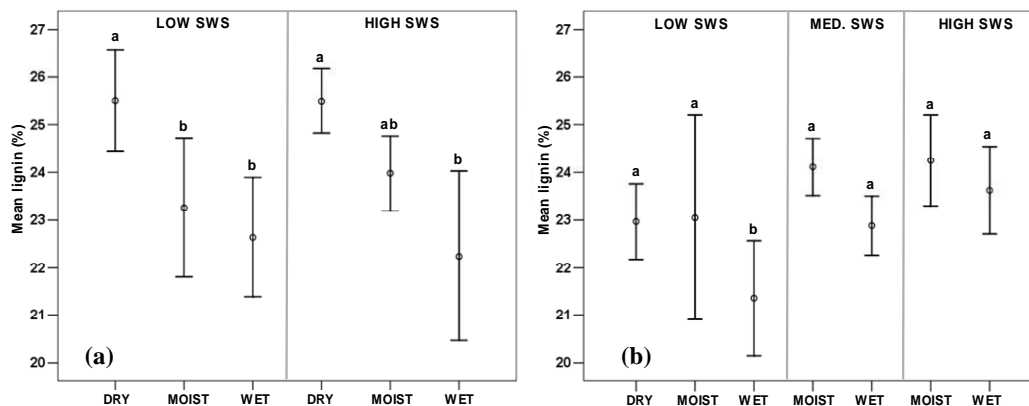 LOW SWS HIGH SWS
27
26
25
24
23
22
21
20
Mean lignin (%)
a
b
b
a
ab
b
(a)
DRY MOIST WET DRY MOIST WET
LOW SWS MED. SWS HIGH SWS
27
26
25
24
23
22
21
20
Mean lignin (%)
a
a
b
a
a
a
a
(b)
DRY MOIST WET MOIST WET MOIST WET